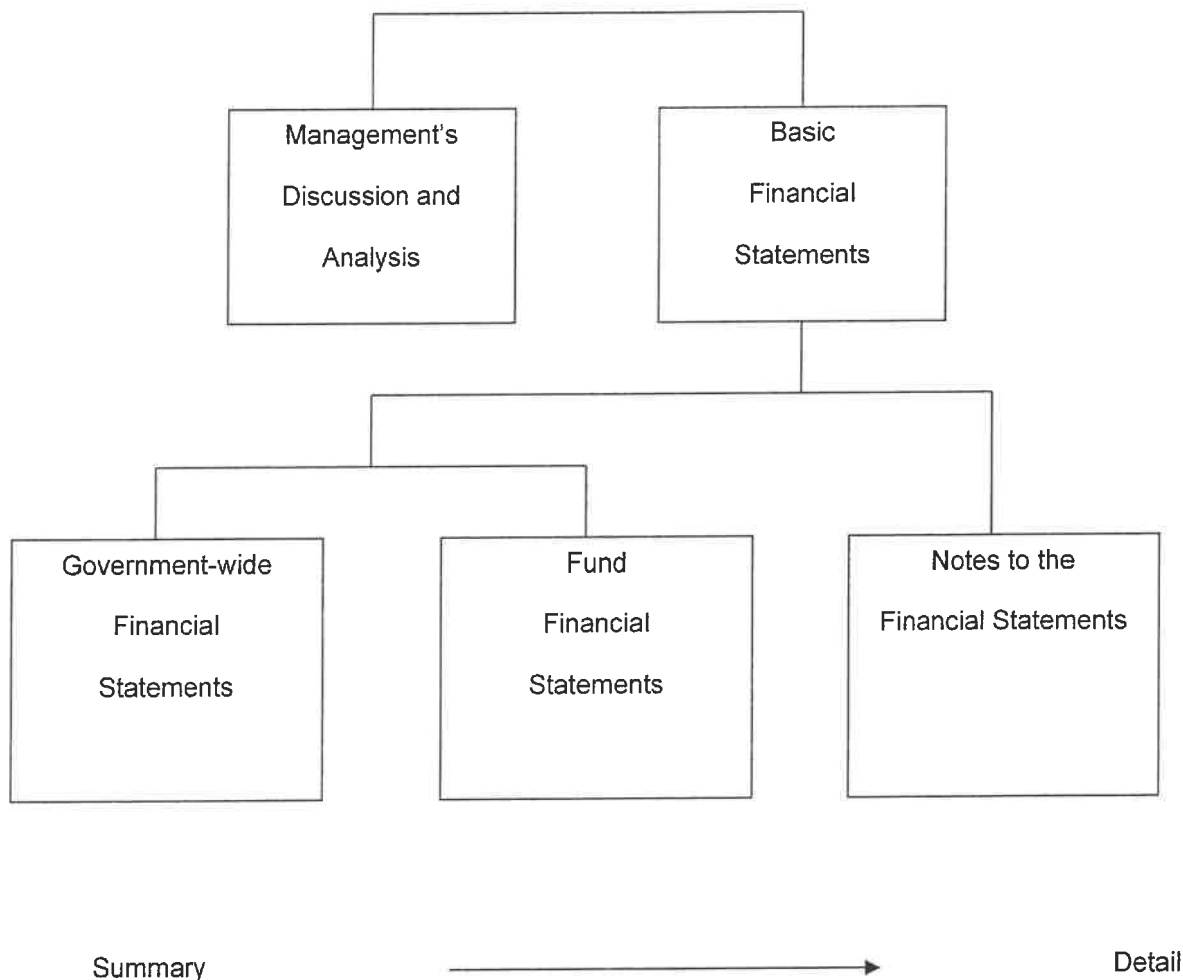 Management's
Discussion and
Analysis
Basic
Financial
Statements
Government-wide
Financial
Statements
Fund
Financial
Statements
Notes to the
Financial Statements
Summary
Detail